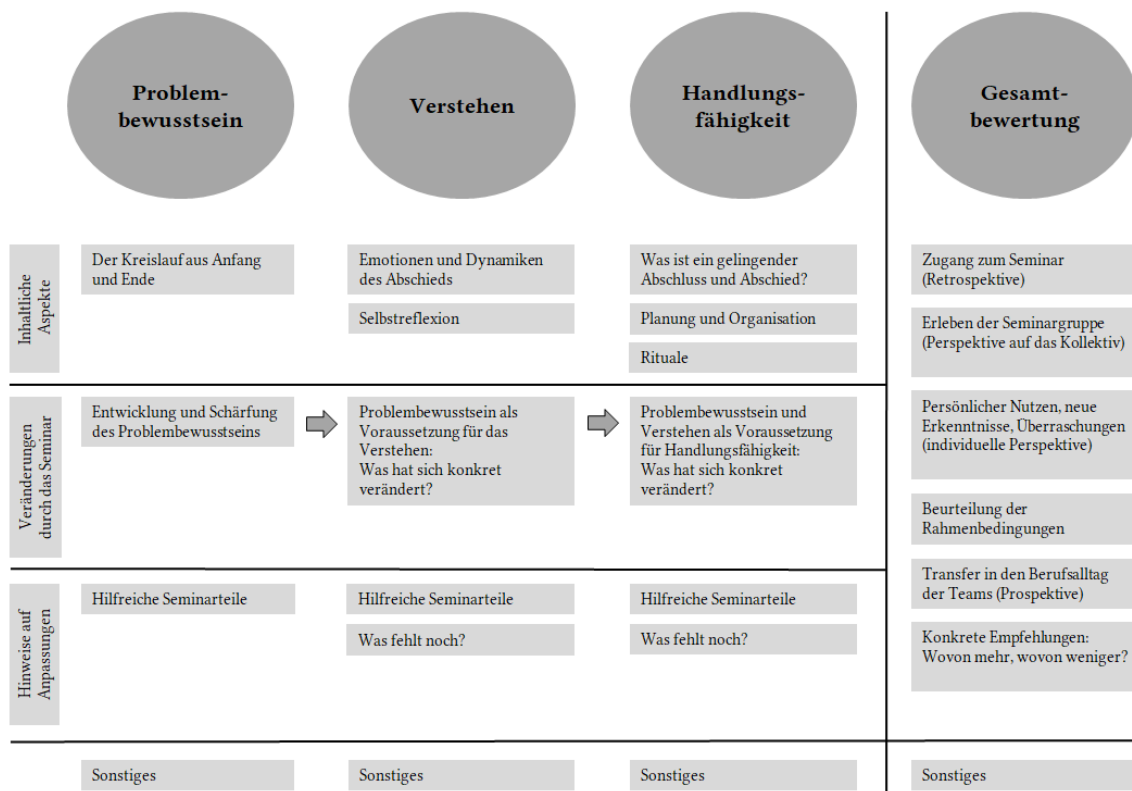 Problem-
bewusstsein
Verstehen
Handlungs-
fähigkeit
Gesamt-
bewertung
Inhaltliche
Aspekte
Der Kreislauf aus Anfang
und Ende
Emotionen und Dynamiken
des Abschieds
Selbstreflexion
Was ist ein gelingender
Abschluss und Abschied?
Planung und Organisation
Rituale
Zugang zum Seminar
(Retrospektive)
Erleben der Seminargruppe
(Perspektive auf das Kollektiv)
Veränderungen
durch das Seminar
Entwicklung und Schärfung
des Problembewusstseins
Problembewusstsein als
Voraussetzung für das
Verstehen:
Was hat sich konkret
verändert?
Problembewusstsein und
Verstehen als Voraussetzung
für Handlungsfähigkeit:
Was hat sich konkret
verändert?
Persönlicher Nutzen, neue
Erkenntnisse, Überraschungen
(individuelle Perspektive)
Beurteilung der
Rahmenbedingungen
Hinweise auf
Anpassungen
Hilfreiche Seminarteile
Hilfreiche Seminarteile
Was fehlt noch?
Hilfreiche Seminarteile
Was fehlt noch?
Transfer in den Berufsalltag
der Teams (Prospektive)
Konkrete Empfehlungen:
Wovon mehr, wovon weniger?
Sonstiges
Sonstiges
Sonstiges
Sonstiges